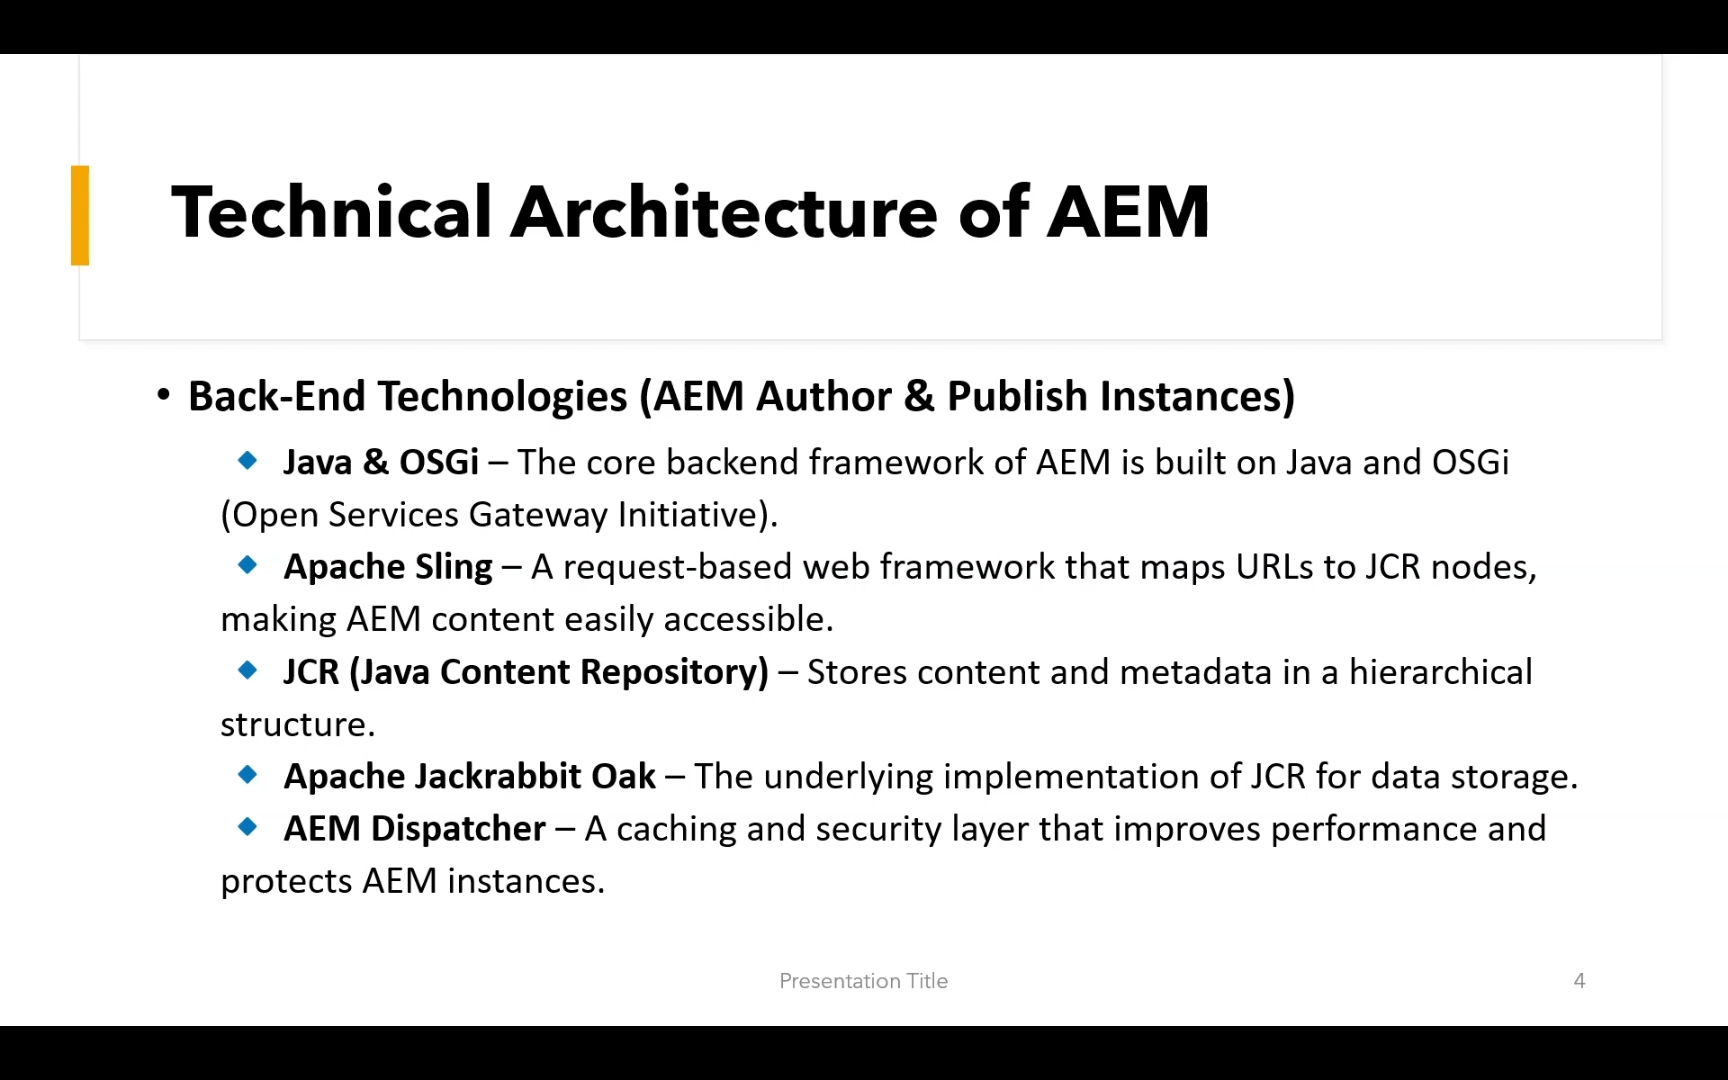 Technical Architecture of AEM
• Back-End Technologies (AEM Author & Publish Instances)
◆ Java & OSGi – The core backend framework of AEM is built on Java and OSGi
(Open Services Gateway Initiative).
◆ Apache Sling – A request-based web framework that maps URLs to JCR nodes,
making AEM content easily accessible.
◆ JCR (Java Content Repository) – Stores content and metadata in a hierarchical
structure.
◆ Apache Jackrabbit Oak – The underlying implementation of JCR for data storage.
◆ AEM Dispatcher – A caching and security layer that improves performance and
protects AEM instances.
Presentation Title
4